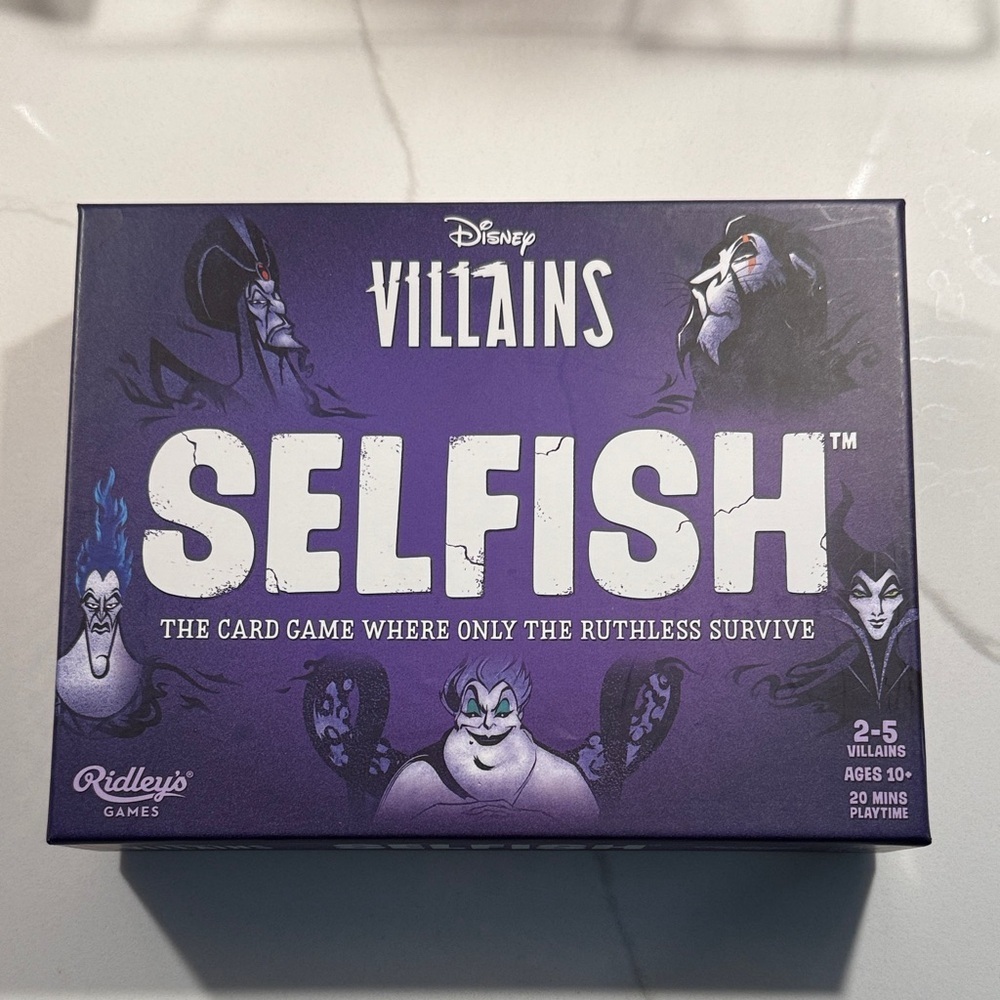 Disney
VILLAINS
SELFISH™
THE CARD GAME WHERE ONLY THE RUTHLESS SURVIVE
2-5
VILLAINS
AGES 10+
20 MINS
PLAYTIME
Ridley's®
GAMES
SELFISH